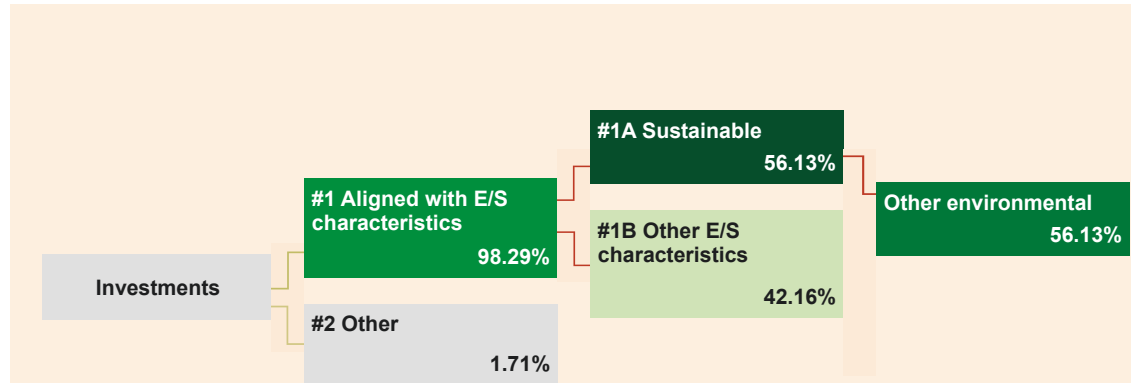 Investments
#1 Aligned with E/S
characteristics
98.29%
#2 Other
1.71%
#1A Sustainable
56.13%
#1B Other E/S
characteristics
42.16%
Other environmental
56.13%